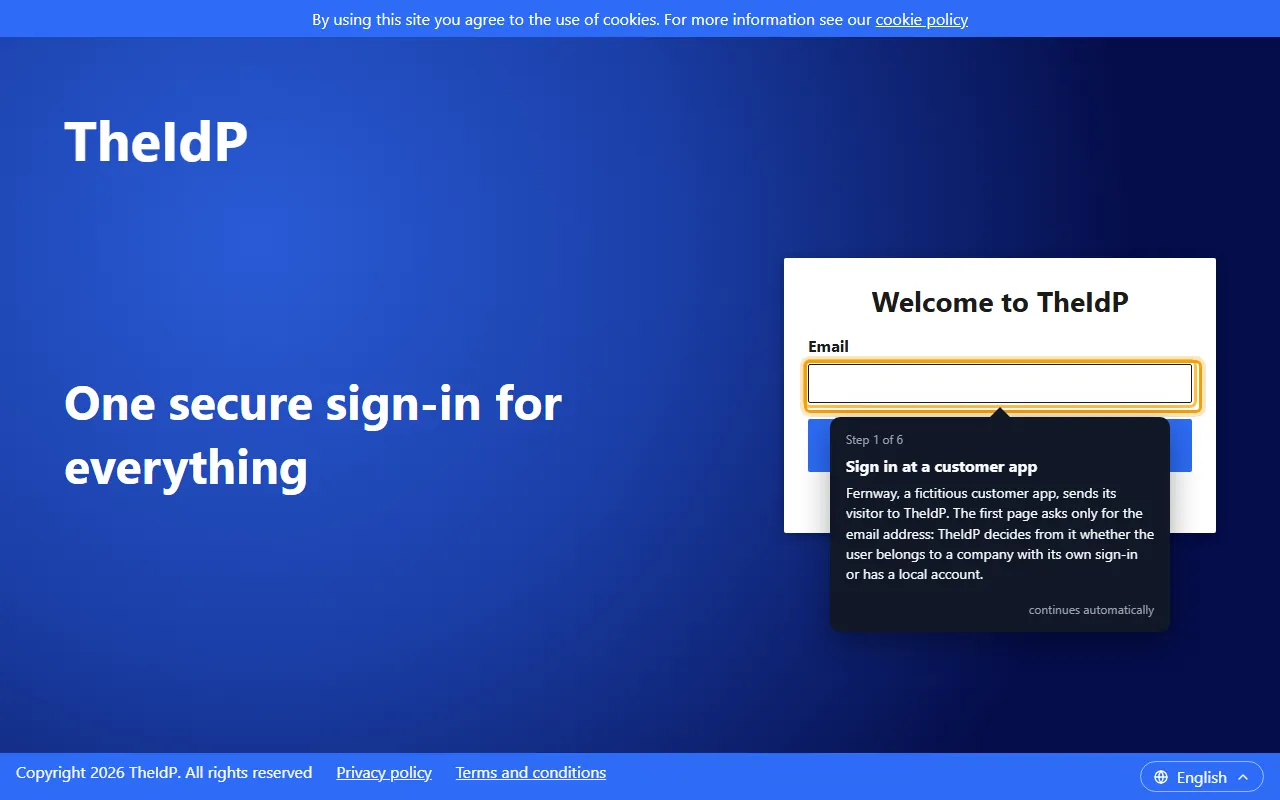 By using this site you agree to the use of cookies. For more information see our cookie policy
TheIdP
One secure sign-in for
everything
Welcome to TheIdP
Email
Step 1 of 6
Sign in at a customer app
Fernway, a fictitious customer app, sends its
visitor to TheIdP. The first page asks only for the
email address: TheIdP decides from it whether the
user belongs to a company with its own sign-in
or has a local account.
continues automatically
Copyright 2026 TheIdP. All rights reserved
Privacy policy
Terms and conditions
English